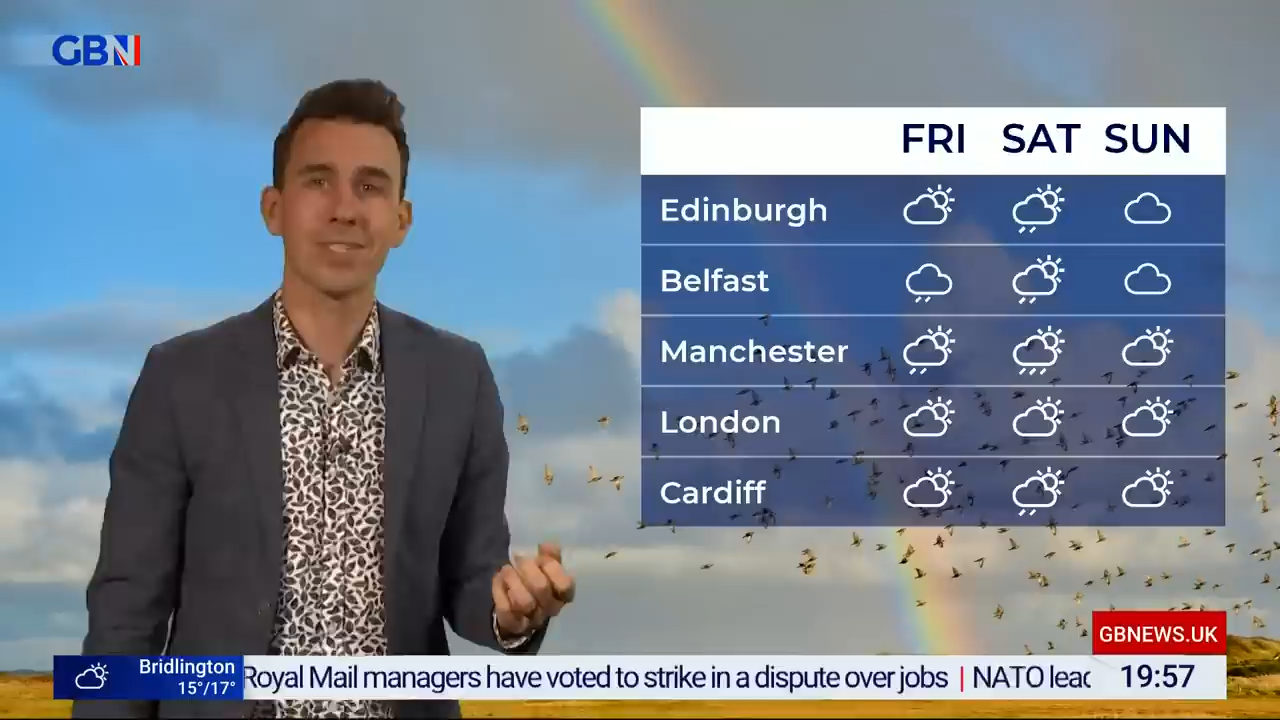 GBN
FRI SAT SUN
Edinburgh
Belfast
Manchester
London
Cardiff
GBNEWS.UK
Bridlington
15°/17°
Royal Mail managers have voted to strike in a dispute over jobs | NATO leac
19:57